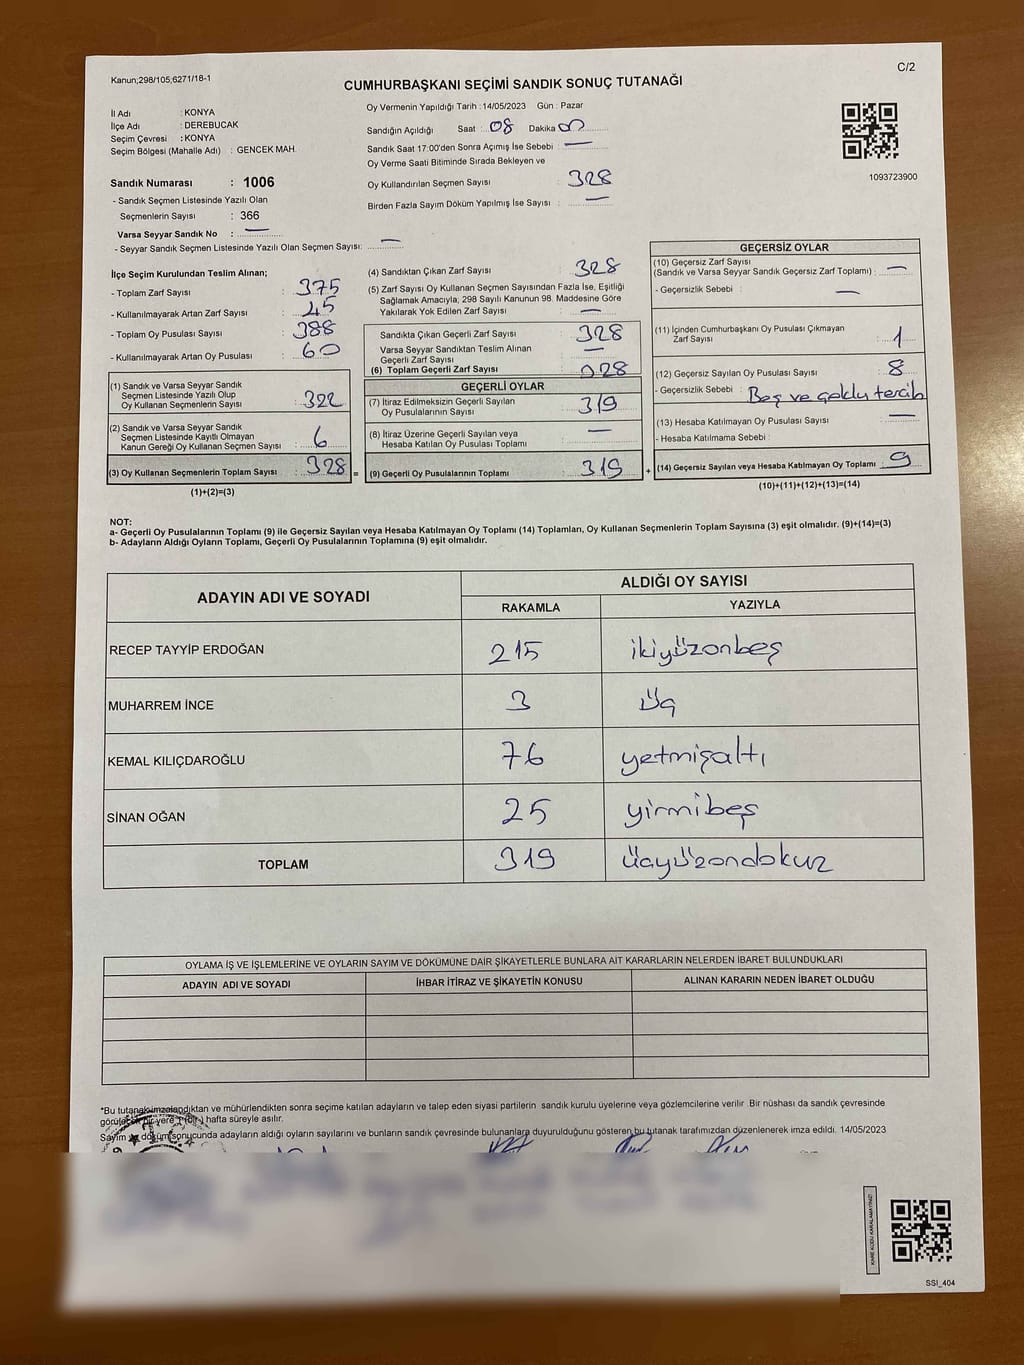 Kanun;298/105;6271/18-1
C/2
CUMHURBAŞKANI SEÇİMİ SANDIK SONUÇ TUTANAĞI
İl Adı : KONYA
İlçe Adı : DEREBUCAK
Seçim Çevresi : KONYA
Seçim Bölgesi (Mahalle Adı) : GENCEK MAH.
Sandık Numarası : 1006
- Sandık Seçmen Listesinde Yazılı Olan
Seçmenlerin Sayısı : 366
Varsa Seyyar Sandık No : —
- Seyyar Sandık Seçmen Listesinde Yazılı Olan Seçmen Sayısı: —
Oy Vermenin Yapıldığı Tarih : 14/05/2023 Gün : Pazar
Sandığın Açıldığı Saat : 08 Dakika 00
Sandık Saat 17:00'den Sonra Açımış İse Sebebi : —
Oy Verme Saati Bitiminde Sırada Bekleyen ve
Oy Kullandırılan Seçmen Sayısı : 328
Birden Fazla Sayım Döküm Yapılmış İse Sayısı : —
1093723900
İlçe Seçim Kurulundan Teslim Alınan;
- Toplam Zarf Sayısı : 375
- Kullanılmayarak Artan Zarf Sayısı : 45
- Toplam Oy Pusulası Sayısı : 388
- Kullanılmayarak Artan Oy Pusulası : 60
(1) Sandık ve Varsa Seyyar Sandık
Seçmen Listesinde Yazılı Olup
Oy Kullanan Seçmenlerin Sayısı : 322
(2) Sandık ve Varsa Seyyar Sandık
Seçmen Listesinde Kayıtlı Olmayan
Kanun Gereği Oy Kullanan Seçmen Sayısı : 6
(3) Oy Kullanan Seçmenlerin Toplam Sayısı : 328 =
(1)+(2)=(3)
(4) Sandıktan Çıkan Zarf Sayısı : 328
(5) Zarf Sayısı Oy Kullanan Seçmen Sayısından Fazla İse, Eşitliği
Sağlamak Amacıyla; 298 Sayılı Kanunun 98. Maddesine Göre
Yakılarak Yok Edilen Zarf Sayısı : —
Sandıkta Çıkan Geçerli Zarf Sayısı : 328
Varsa Seyyar Sandıktan Teslim Alınan
Geçerli Zarf Sayısı : —
(6) Toplam Geçerli Zarf Sayısı : 328
GEÇERLİ OYLAR
(7) İtiraz Edilmeksizin Geçerli Sayılan
Oy Pusulalarının Sayısı : 319
(8) İtiraz Üzerine Geçerli Sayılan veya
Hesaba Katılan Oy Pusulası Sayısı : —
(9) Geçerli Oy Pusulalarının Toplamı : 319 +
GEÇERSİZ OYLAR
(10) Geçersiz Zarf Sayısı
(Sandık ve Varsa Seyyar Sandık Geçersiz Zarf Toplamı) : —
- Geçersizlik Sebebi : —
(11) İçinden Cumhurbaşkanı Oy Pusulası Çıkmayan
Zarf Sayısı : 1
(12) Geçersiz Sayılan Oy Pusulası Sayısı : 8
- Geçersizlik Sebebi : Boş ve çoklu tercih
(13) Hesaba Katılmayan Oy Pusulası Sayısı : —
- Hesaba Katılmama Sebebi :
(14) Geçersiz Sayılan veya Hesaba Katılmayan Oy Toplamı : 9
(10)+(11)+(12)+(13)=(14)
NOT:
a- Geçerli Oy Pusulalarının Toplamı (9) ile Geçersiz Sayılan veya Hesaba Katılmayan Oy Toplamı (14) Toplamları, Oy Kullanan Seçmenlerin Toplam Sayısına (3) eşit olmalıdır. (9)+(14)=(3)
b- Adayların Aldığı Oyların Toplamı, Geçerli Oy Pusulalarının Toplamına (9) eşit olmalıdır.
ADAYIN ADI VE SOYADI
ALDIĞI OY SAYISI
RAKAMLA YAZIYLA
RECEP TAYYİP ERDOĞAN 215 ikiyüzonbeş
MUHARREM İNCE 3 üç
KEMAL KILIÇDAROĞLU 76 yetmişaltı
SİNAN OĞAN 25 yirmibeş
TOPLAM 319 üçyüzondokuz
OYLAMA İŞ VE İŞLEMLERİNE VE OYLARIN SAYIM VE DÖKÜMÜNE DAİR ŞİKAYETLERLE BUNLARA AİT KARARLARIN NELERDEN İBARET BULUNDUKLARI
ADAYIN ADI VE SOYADI İHBAR İTİRAZ VE ŞİKAYETİN KONUSU ALINAN KARARIN NEDEN İBARET OLDUĞU
*Bu tutanak imzalandıktan ve mühürlendikten sonra seçime katılan adayların ve talep eden siyasi partilerin sandık kurulu üyelerine veya gözlemcilerine verilir. Bir nüshası da sandık çevresinde
görülecek bir yere 1 (bir) hafta süreyle asılır.
Sayım ve döküm sonucunda adayların aldığı oyların sayılarını ve bunların sandık çevresinde bulunanlara duyurulduğunu gösteren bu tutanak tarafımızdan düzenlenerek imza edildi. 14/05/2023
KARE KODU KARALAMAYINIZ!
SSİ_404